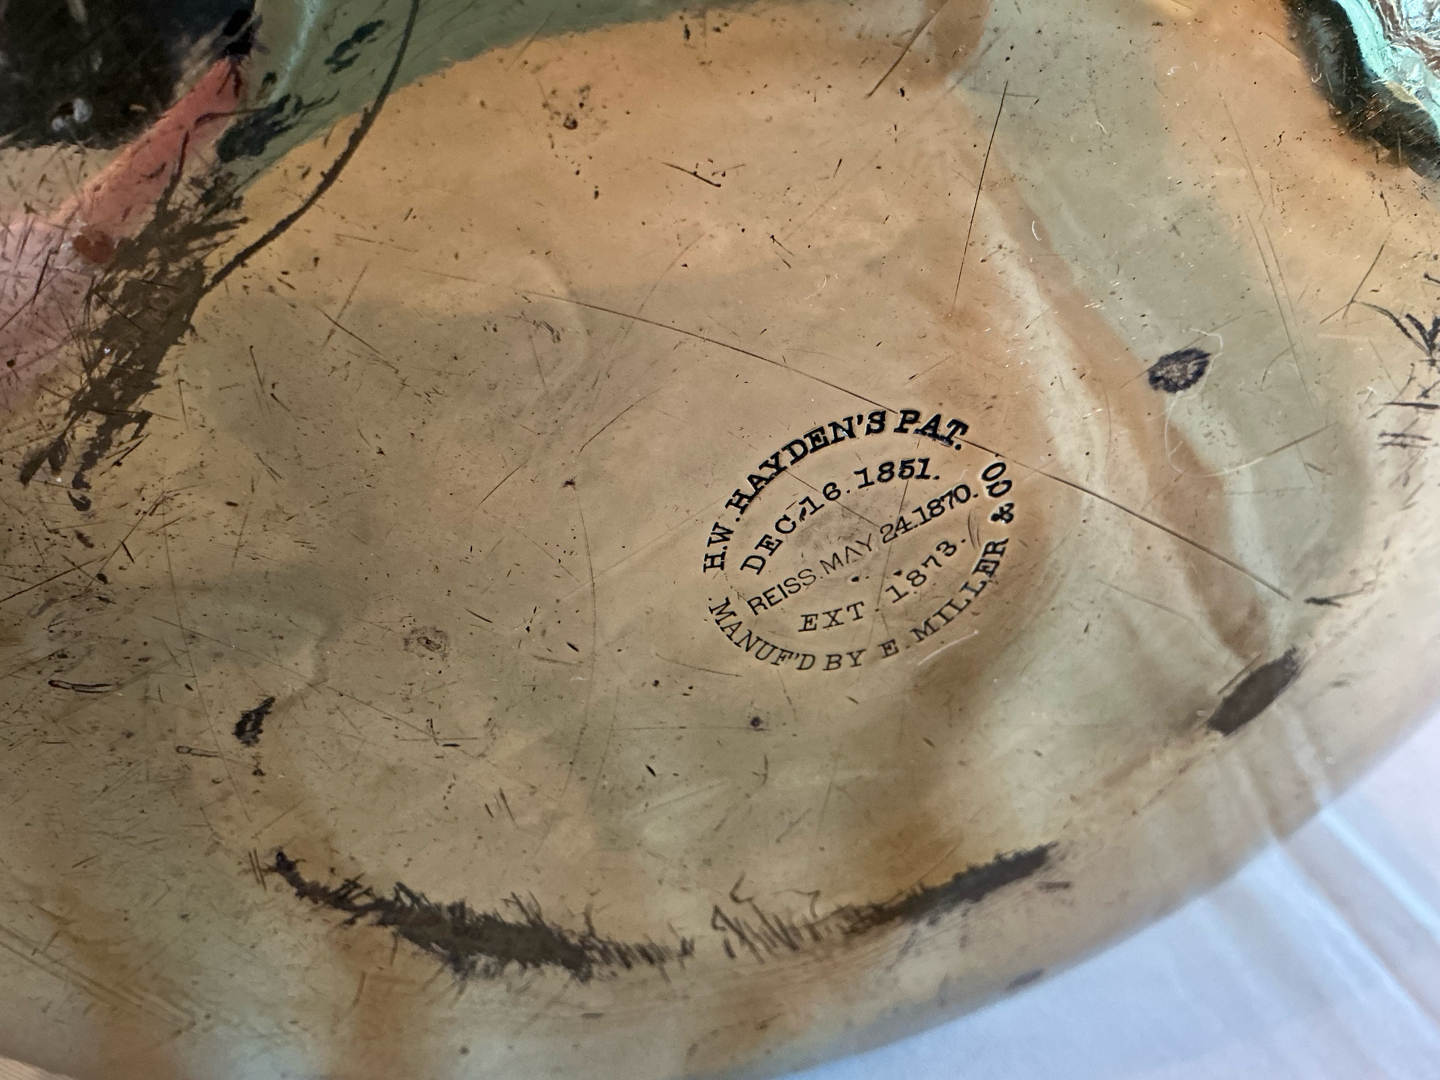 H.W. HAYDEN'S PAT.
DEC. 16. 1851.
REISS. MAY 24.1870.
EXT. 1873.
MANUF'D BY E. MILLER & CO.